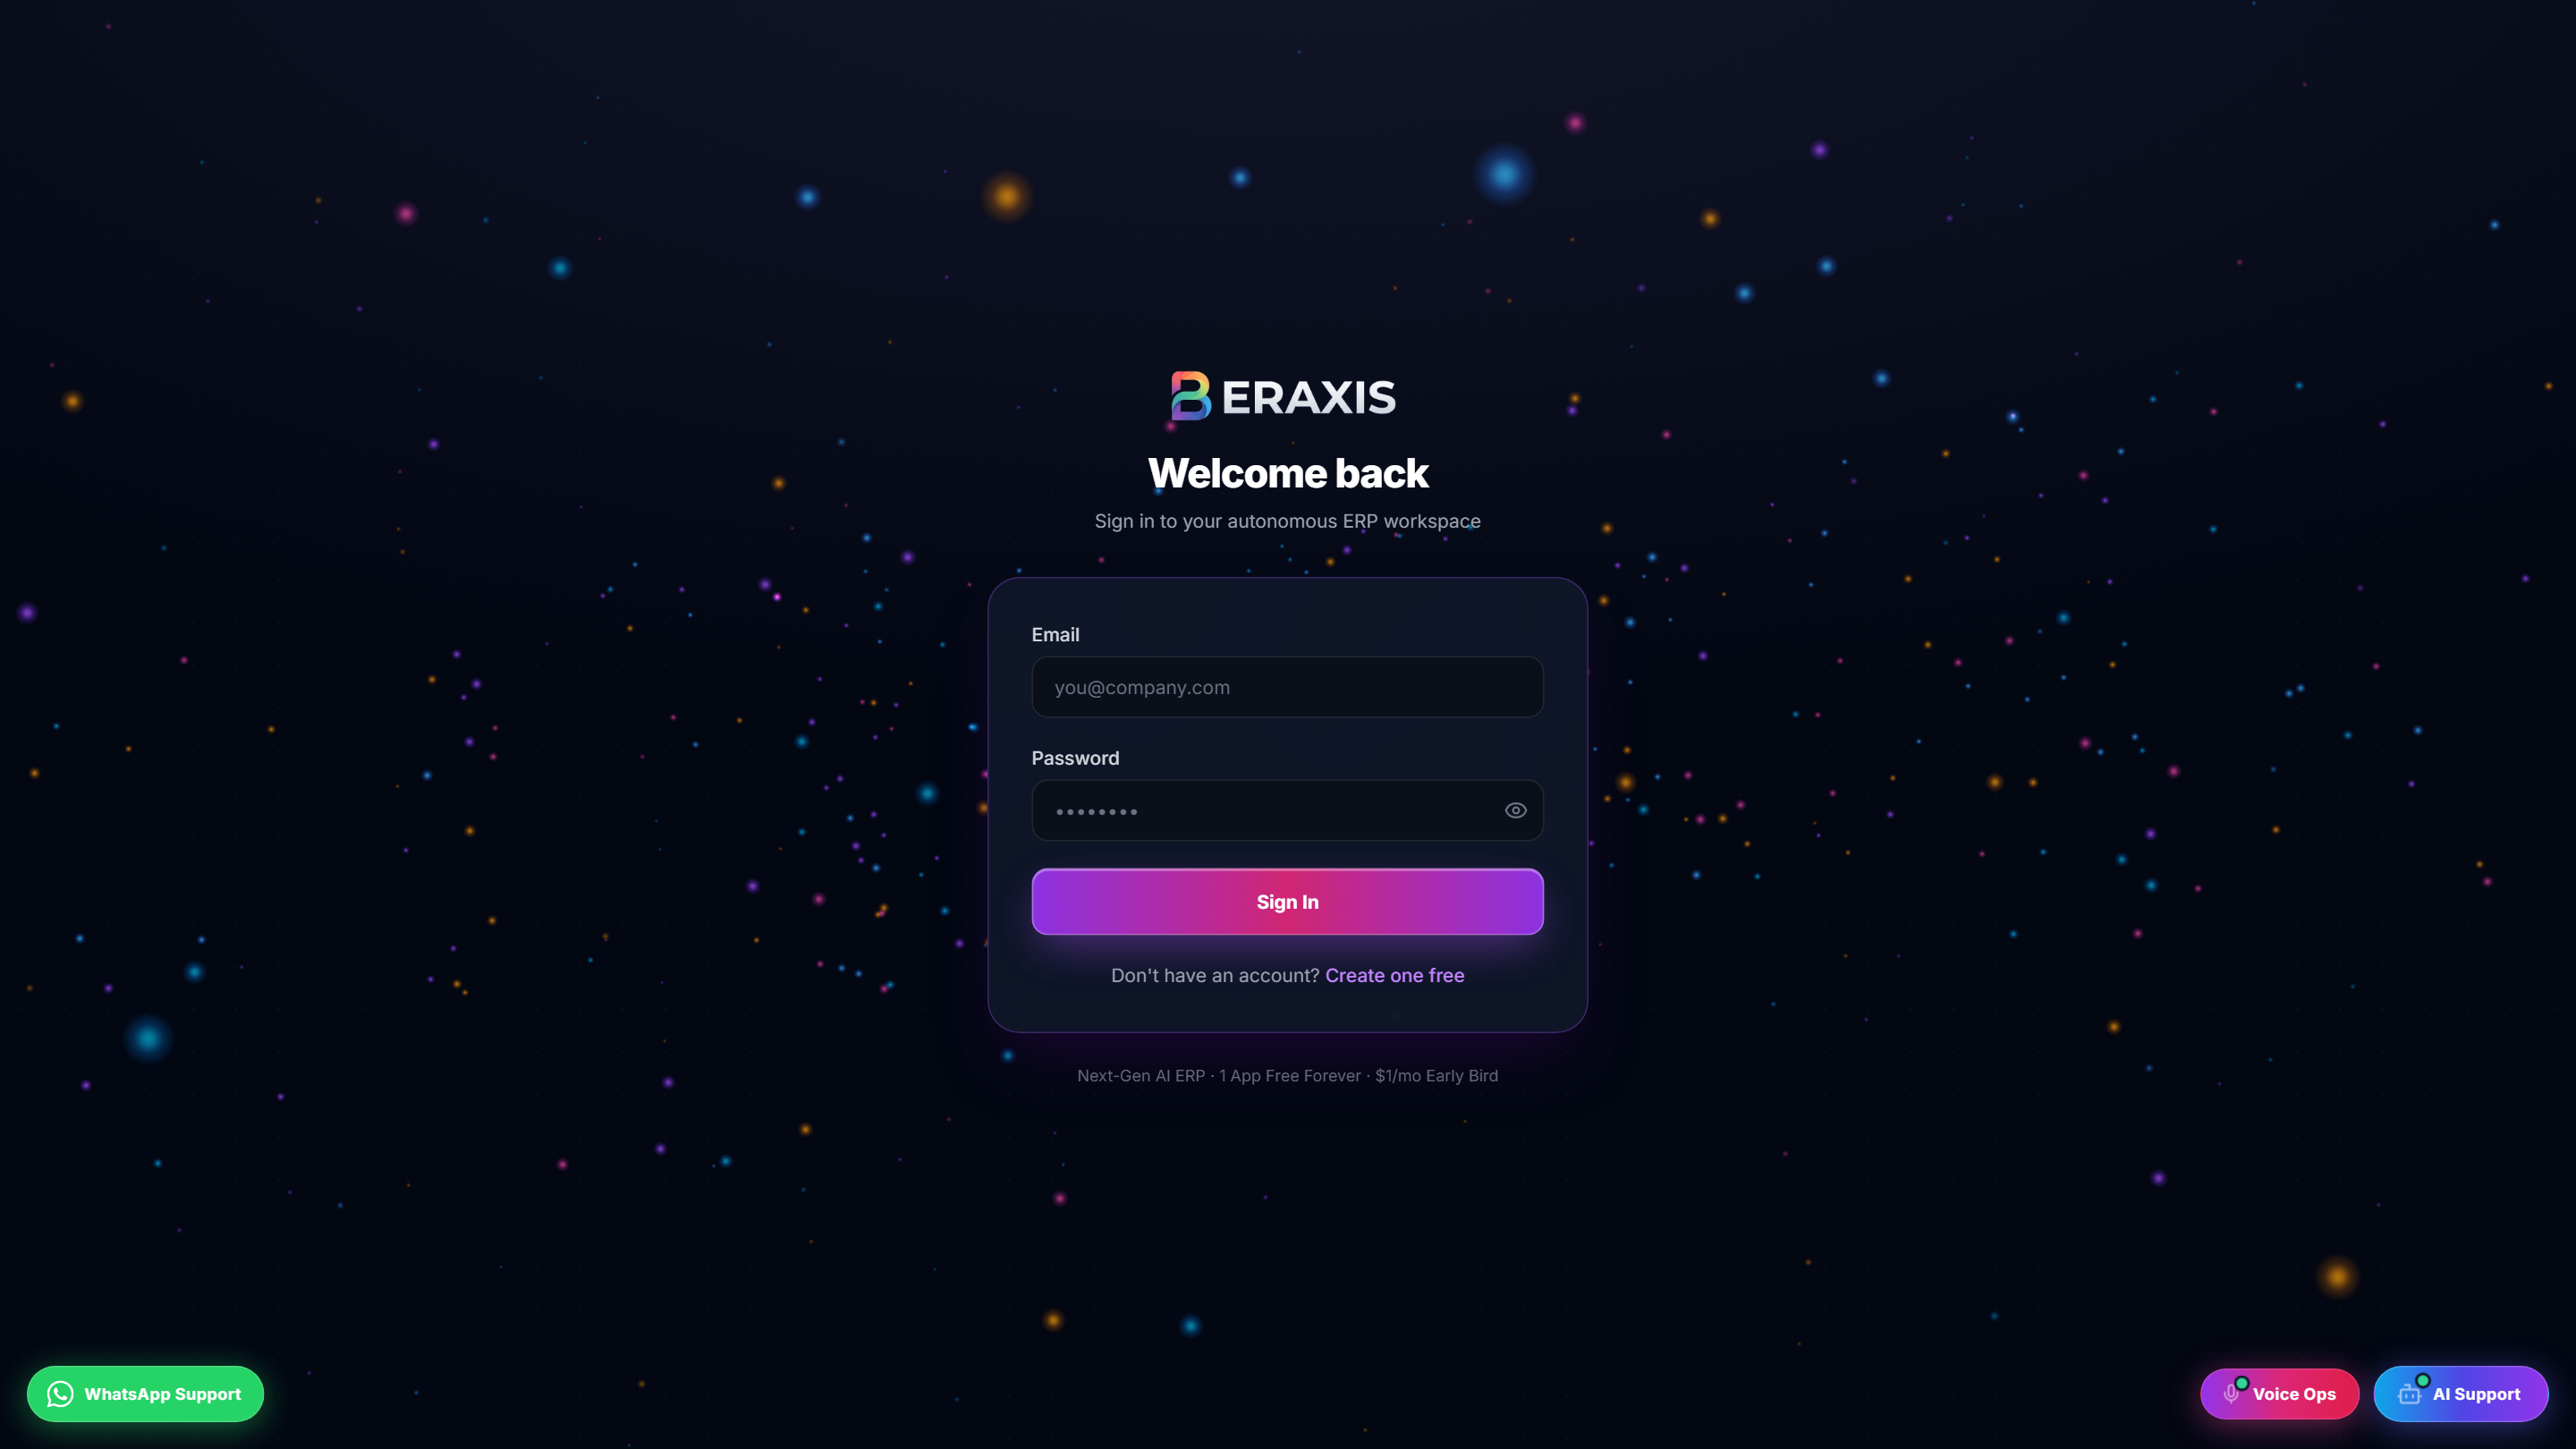 BERAXIS
Welcome back
Sign in to your autonomous ERP workspace
Email
you@company.com
Password
••••••••
Sign In
Don't have an account? Create one free
Next-Gen AI ERP · 1 App Free Forever · $1/mo Early Bird
WhatsApp Support
Voice Ops
AI Support